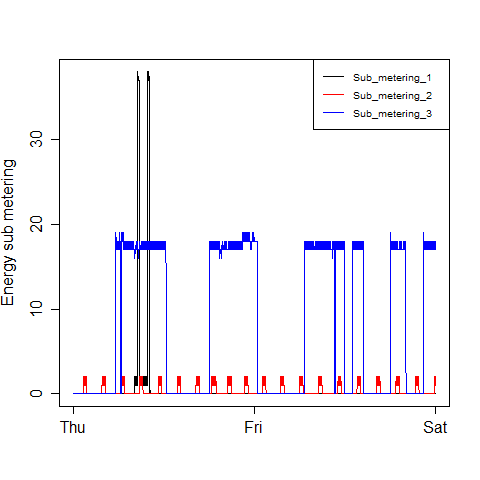 Sub_metering_1
Sub_metering_2
Sub_metering_3
Energy sub metering
30
20
10
0
Thu Fri Sat